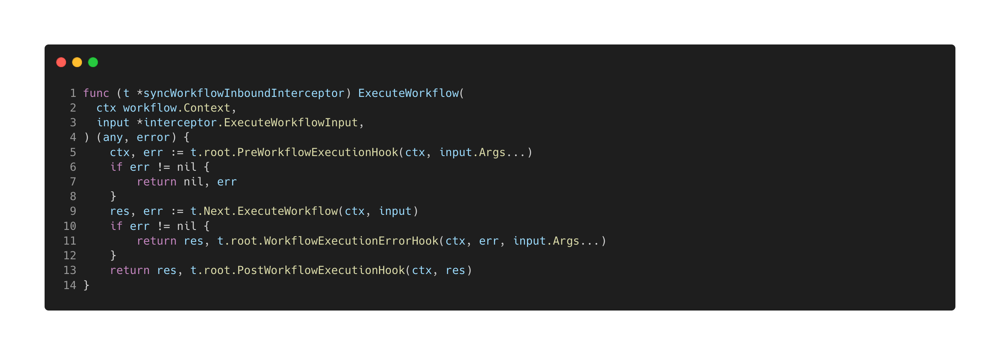 1 func (t *syncWorkflowInboundInterceptor) ExecuteWorkflow(
2   ctx workflow.Context,
3   input *interceptor.ExecuteWorkflowInput,
4 ) (any, error) {
5     ctx, err := t.root.PreWorkflowExecutionHook(ctx, input.Args...)
6     if err != nil {
7         return nil, err
8     }
9     res, err := t.Next.ExecuteWorkflow(ctx, input)
10     if err != nil {
11         return res, t.root.WorkflowExecutionErrorHook(ctx, err, input.Args...)
12     }
13     return res, t.root.PostWorkflowExecutionHook(ctx, res)
14 }